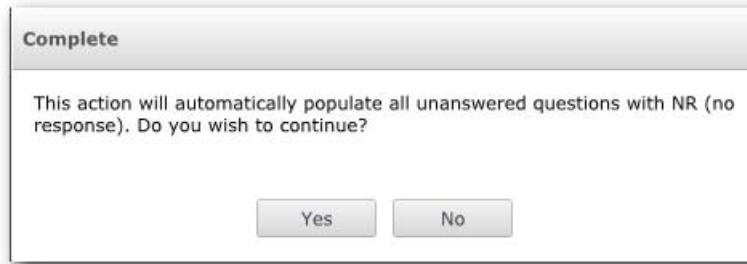 Complete
This action will automatically populate all unanswered questions with NR (no
response). Do you wish to continue?
Yes No